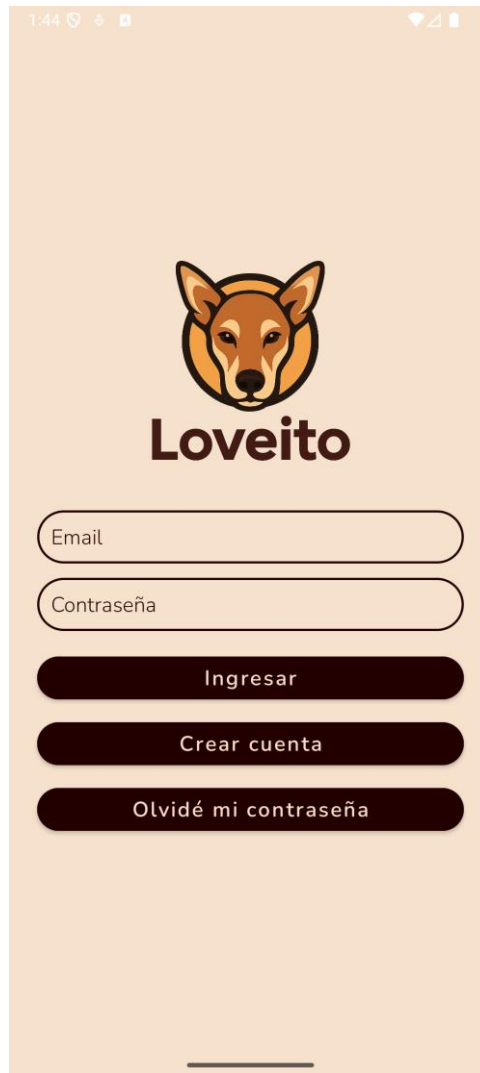 1:44
Loveito
Email
Contraseña
Ingresar
Crear cuenta
Olvidé mi contraseña